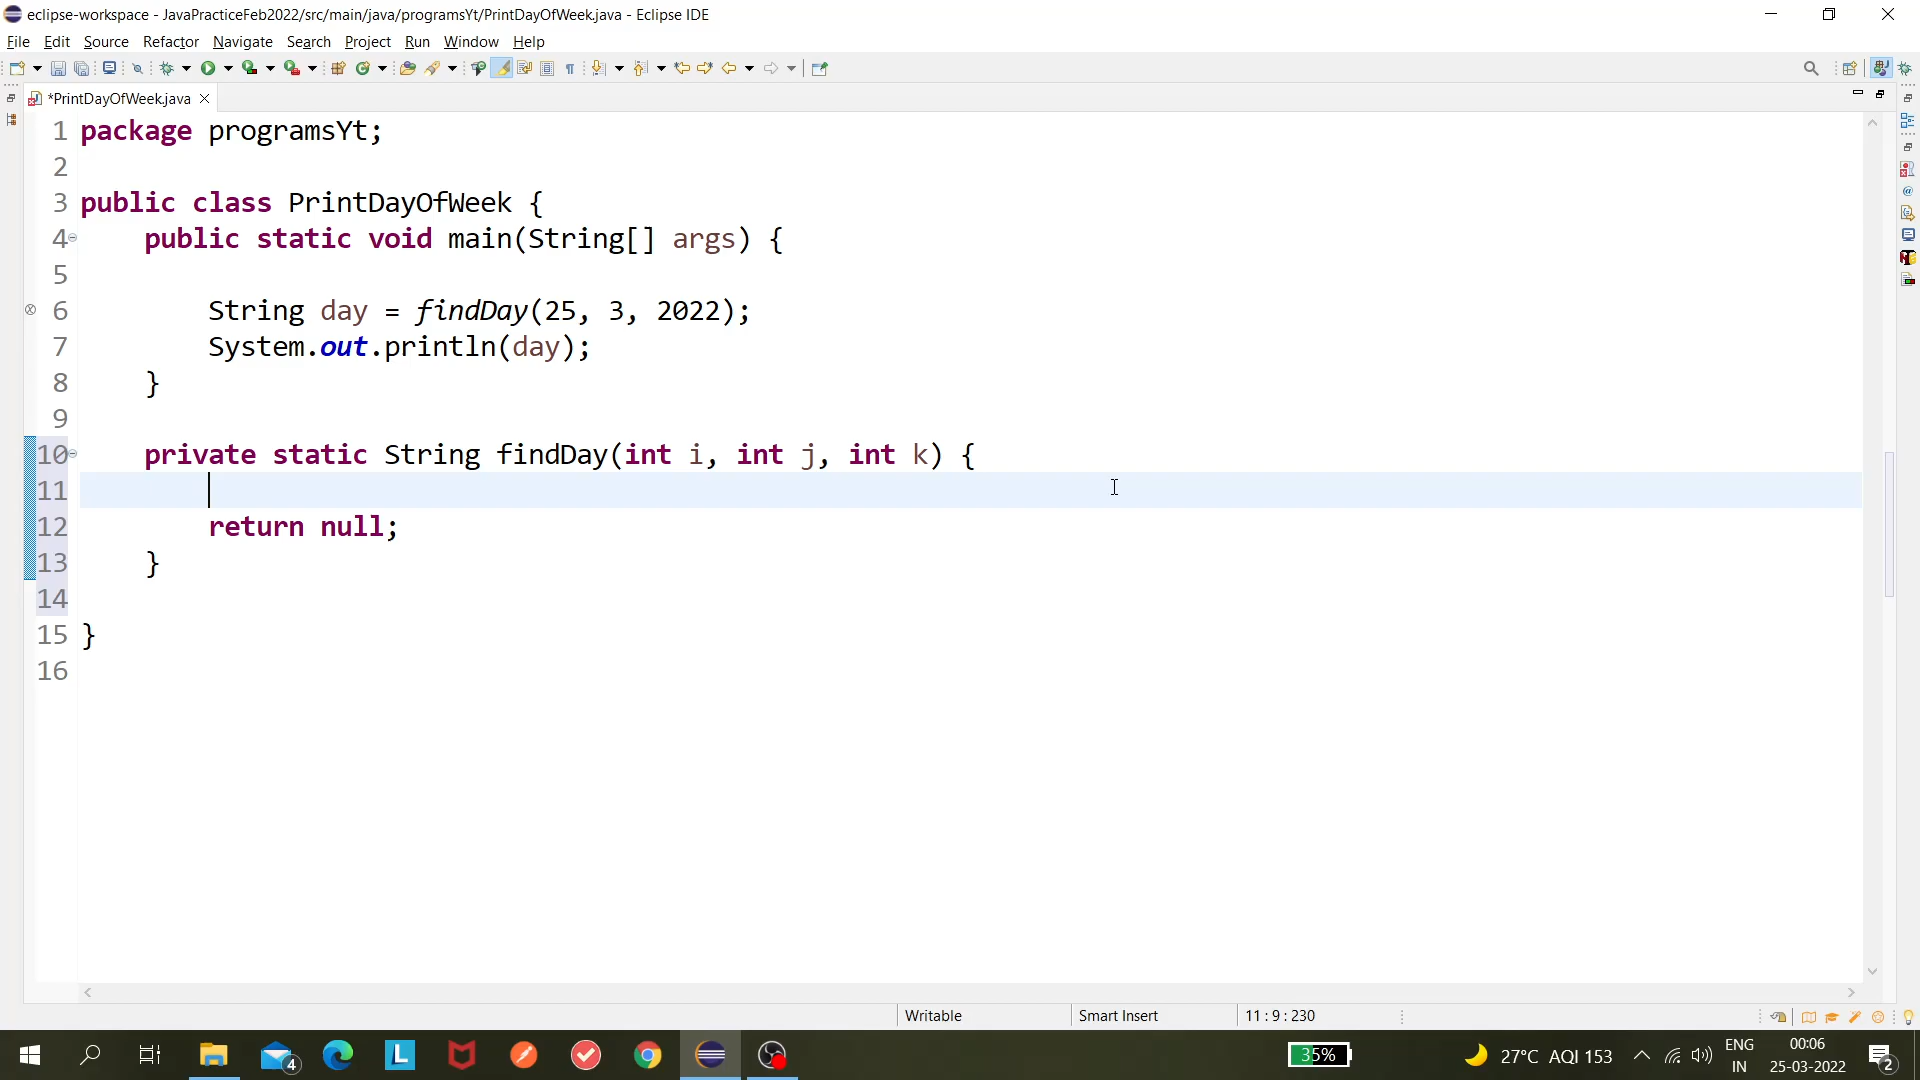 eclipse-workspace - JavaPracticeFeb2022/src/main/java/programsYt/PrintDayOfWeek.java - Eclipse IDE
File Edit Source Refactor Navigate Search Project Run Window Help
*PrintDayOfWeek.java
1 package programsYt;
2
3 public class PrintDayOfWeek {
4 public static void main(String[] args) {
5
6 String day = findDay(25, 3, 2022);
7 System.out.println(day);
8 }
9
10 private static String findDay(int i, int j, int k) {
11
12 return null;
13 }
14
15 }
16
Writable Smart Insert 11 : 9 : 230
4 L 35% 27°C AQI 153 ENG IN 00:06 25-03-2022 2